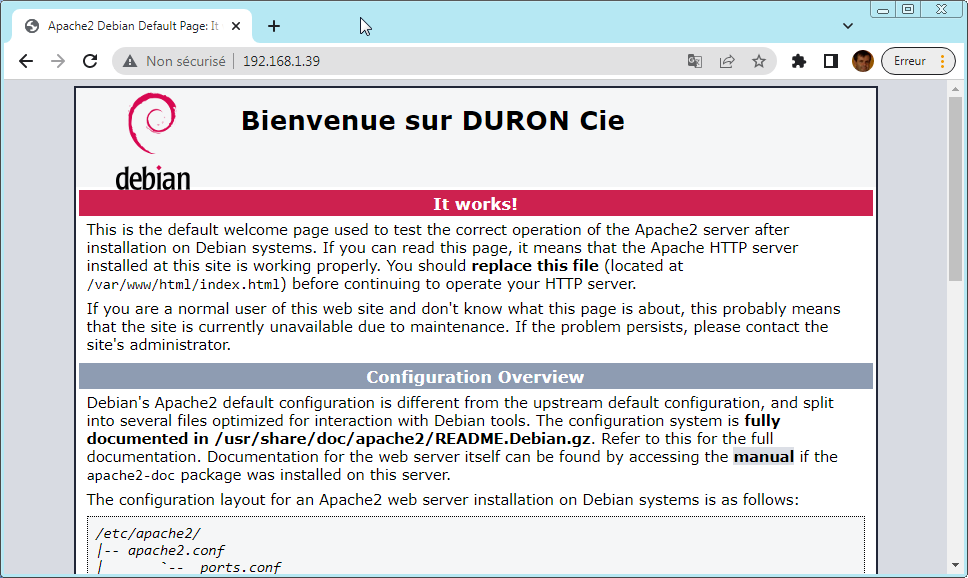 Apache2 Debian Default Page: It
Non sécurisé 192.168.1.39
Erreur
debian
Bienvenue sur DURON Cie
It works!
This is the default welcome page used to test the correct operation of the Apache2 server after
installation on Debian systems. If you can read this page, it means that the Apache HTTP server
installed at this site is working properly. You should replace this file (located at
/var/www/html/index.html) before continuing to operate your HTTP server.
If you are a normal user of this web site and don't know what this page is about, this probably means
that the site is currently unavailable due to maintenance. If the problem persists, please contact the
site's administrator.
Configuration Overview
Debian's Apache2 default configuration is different from the upstream default configuration, and split
into several files optimized for interaction with Debian tools. The configuration system is fully
documented in /usr/share/doc/apache2/README.Debian.gz. Refer to this for the full
documentation. Documentation for the web server itself can be found by accessing the manual if the
apache2-doc package was installed on this server.
The configuration layout for an Apache2 web server installation on Debian systems is as follows:
/etc/apache2/
|-- apache2.conf
|       `--  ports.conf